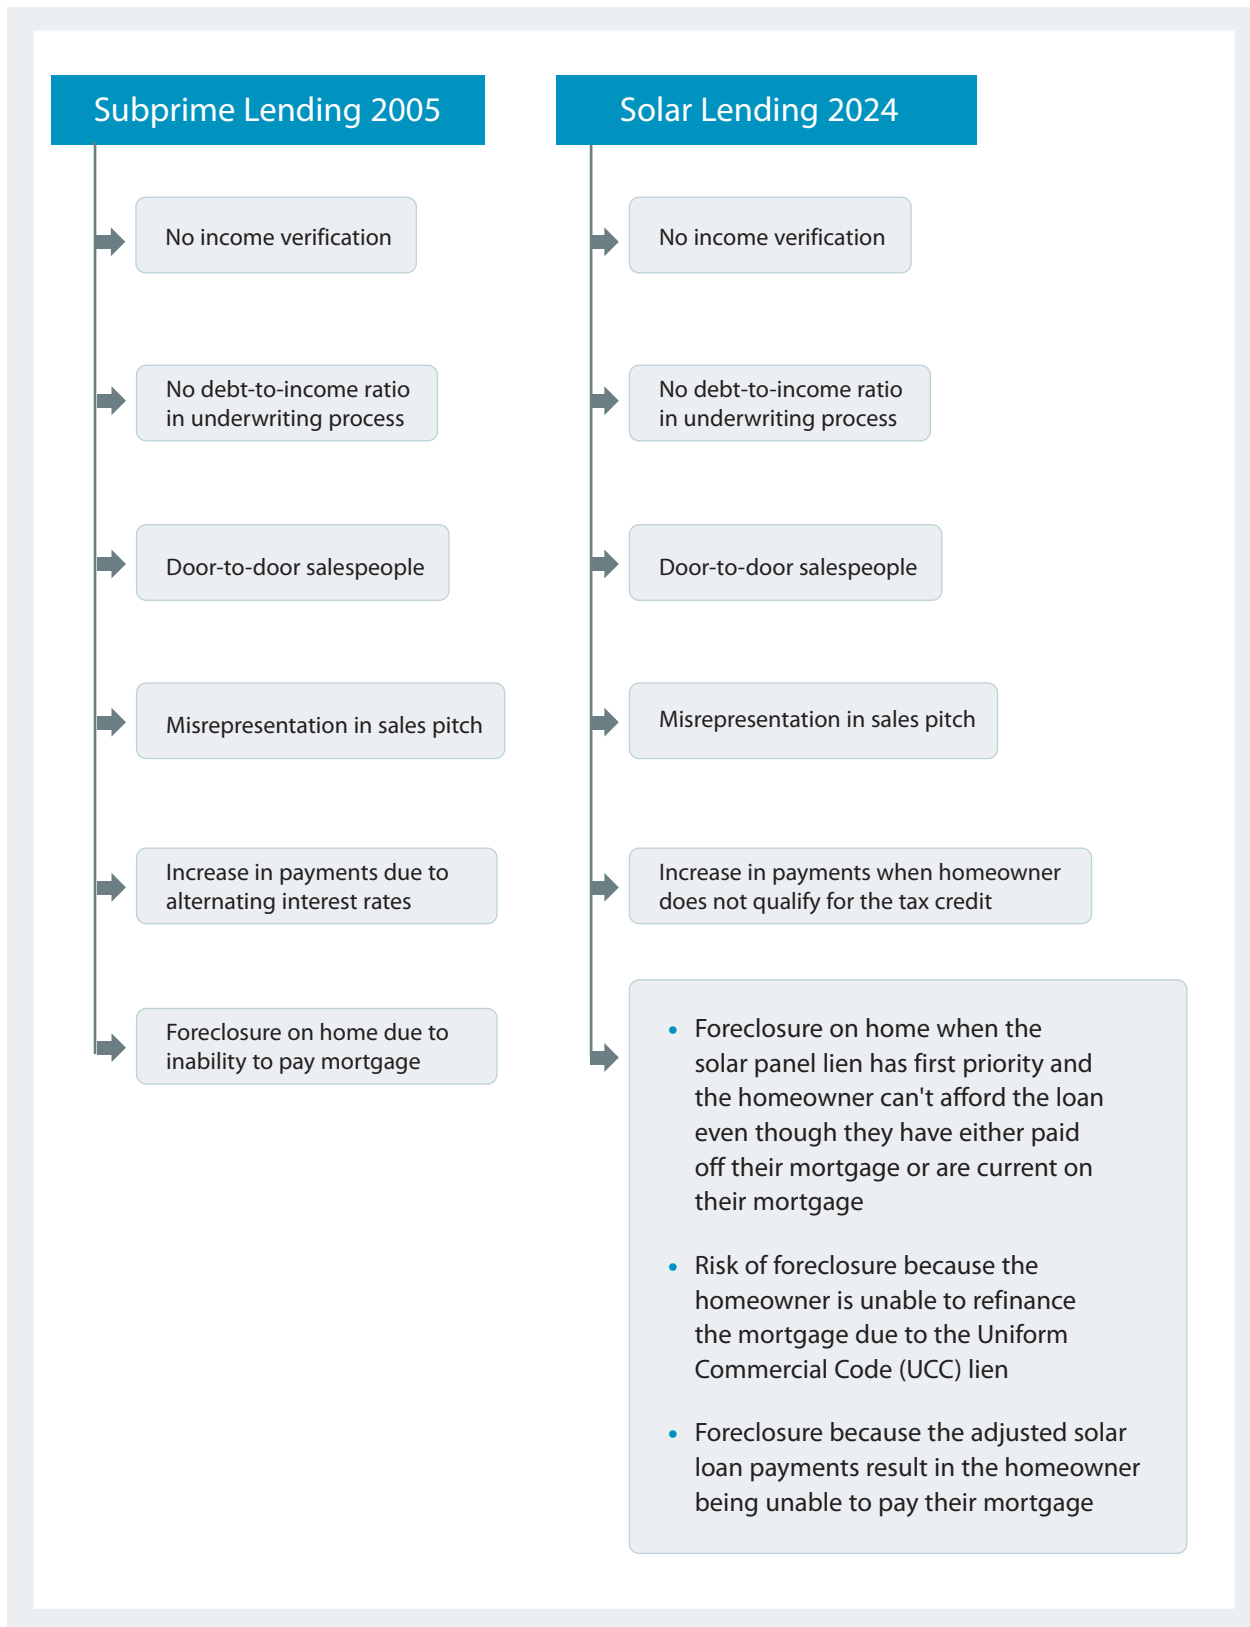 Subprime Lending 2005
No income verification
No debt-to-income ratio
in underwriting process
Door-to-door salespeople
Misrepresentation in sales pitch
Increase in payments due to
alternating interest rates
Foreclosure on home due to
inability to pay mortgage
Solar Lending 2024
No income verification
No debt-to-income ratio
in underwriting process
Door-to-door salespeople
Misrepresentation in sales pitch
Increase in payments when homeowner
does not qualify for the tax credit
• Foreclosure on home when the
solar panel lien has first priority and
the homeowner can't afford the loan
even though they have either paid
off their mortgage or are current on
their mortgage
• Risk of foreclosure because the
homeowner is unable to refinance
the mortgage due to the Uniform
Commercial Code (UCC) lien
• Foreclosure because the adjusted solar
loan payments result in the homeowner
being unable to pay their mortgage